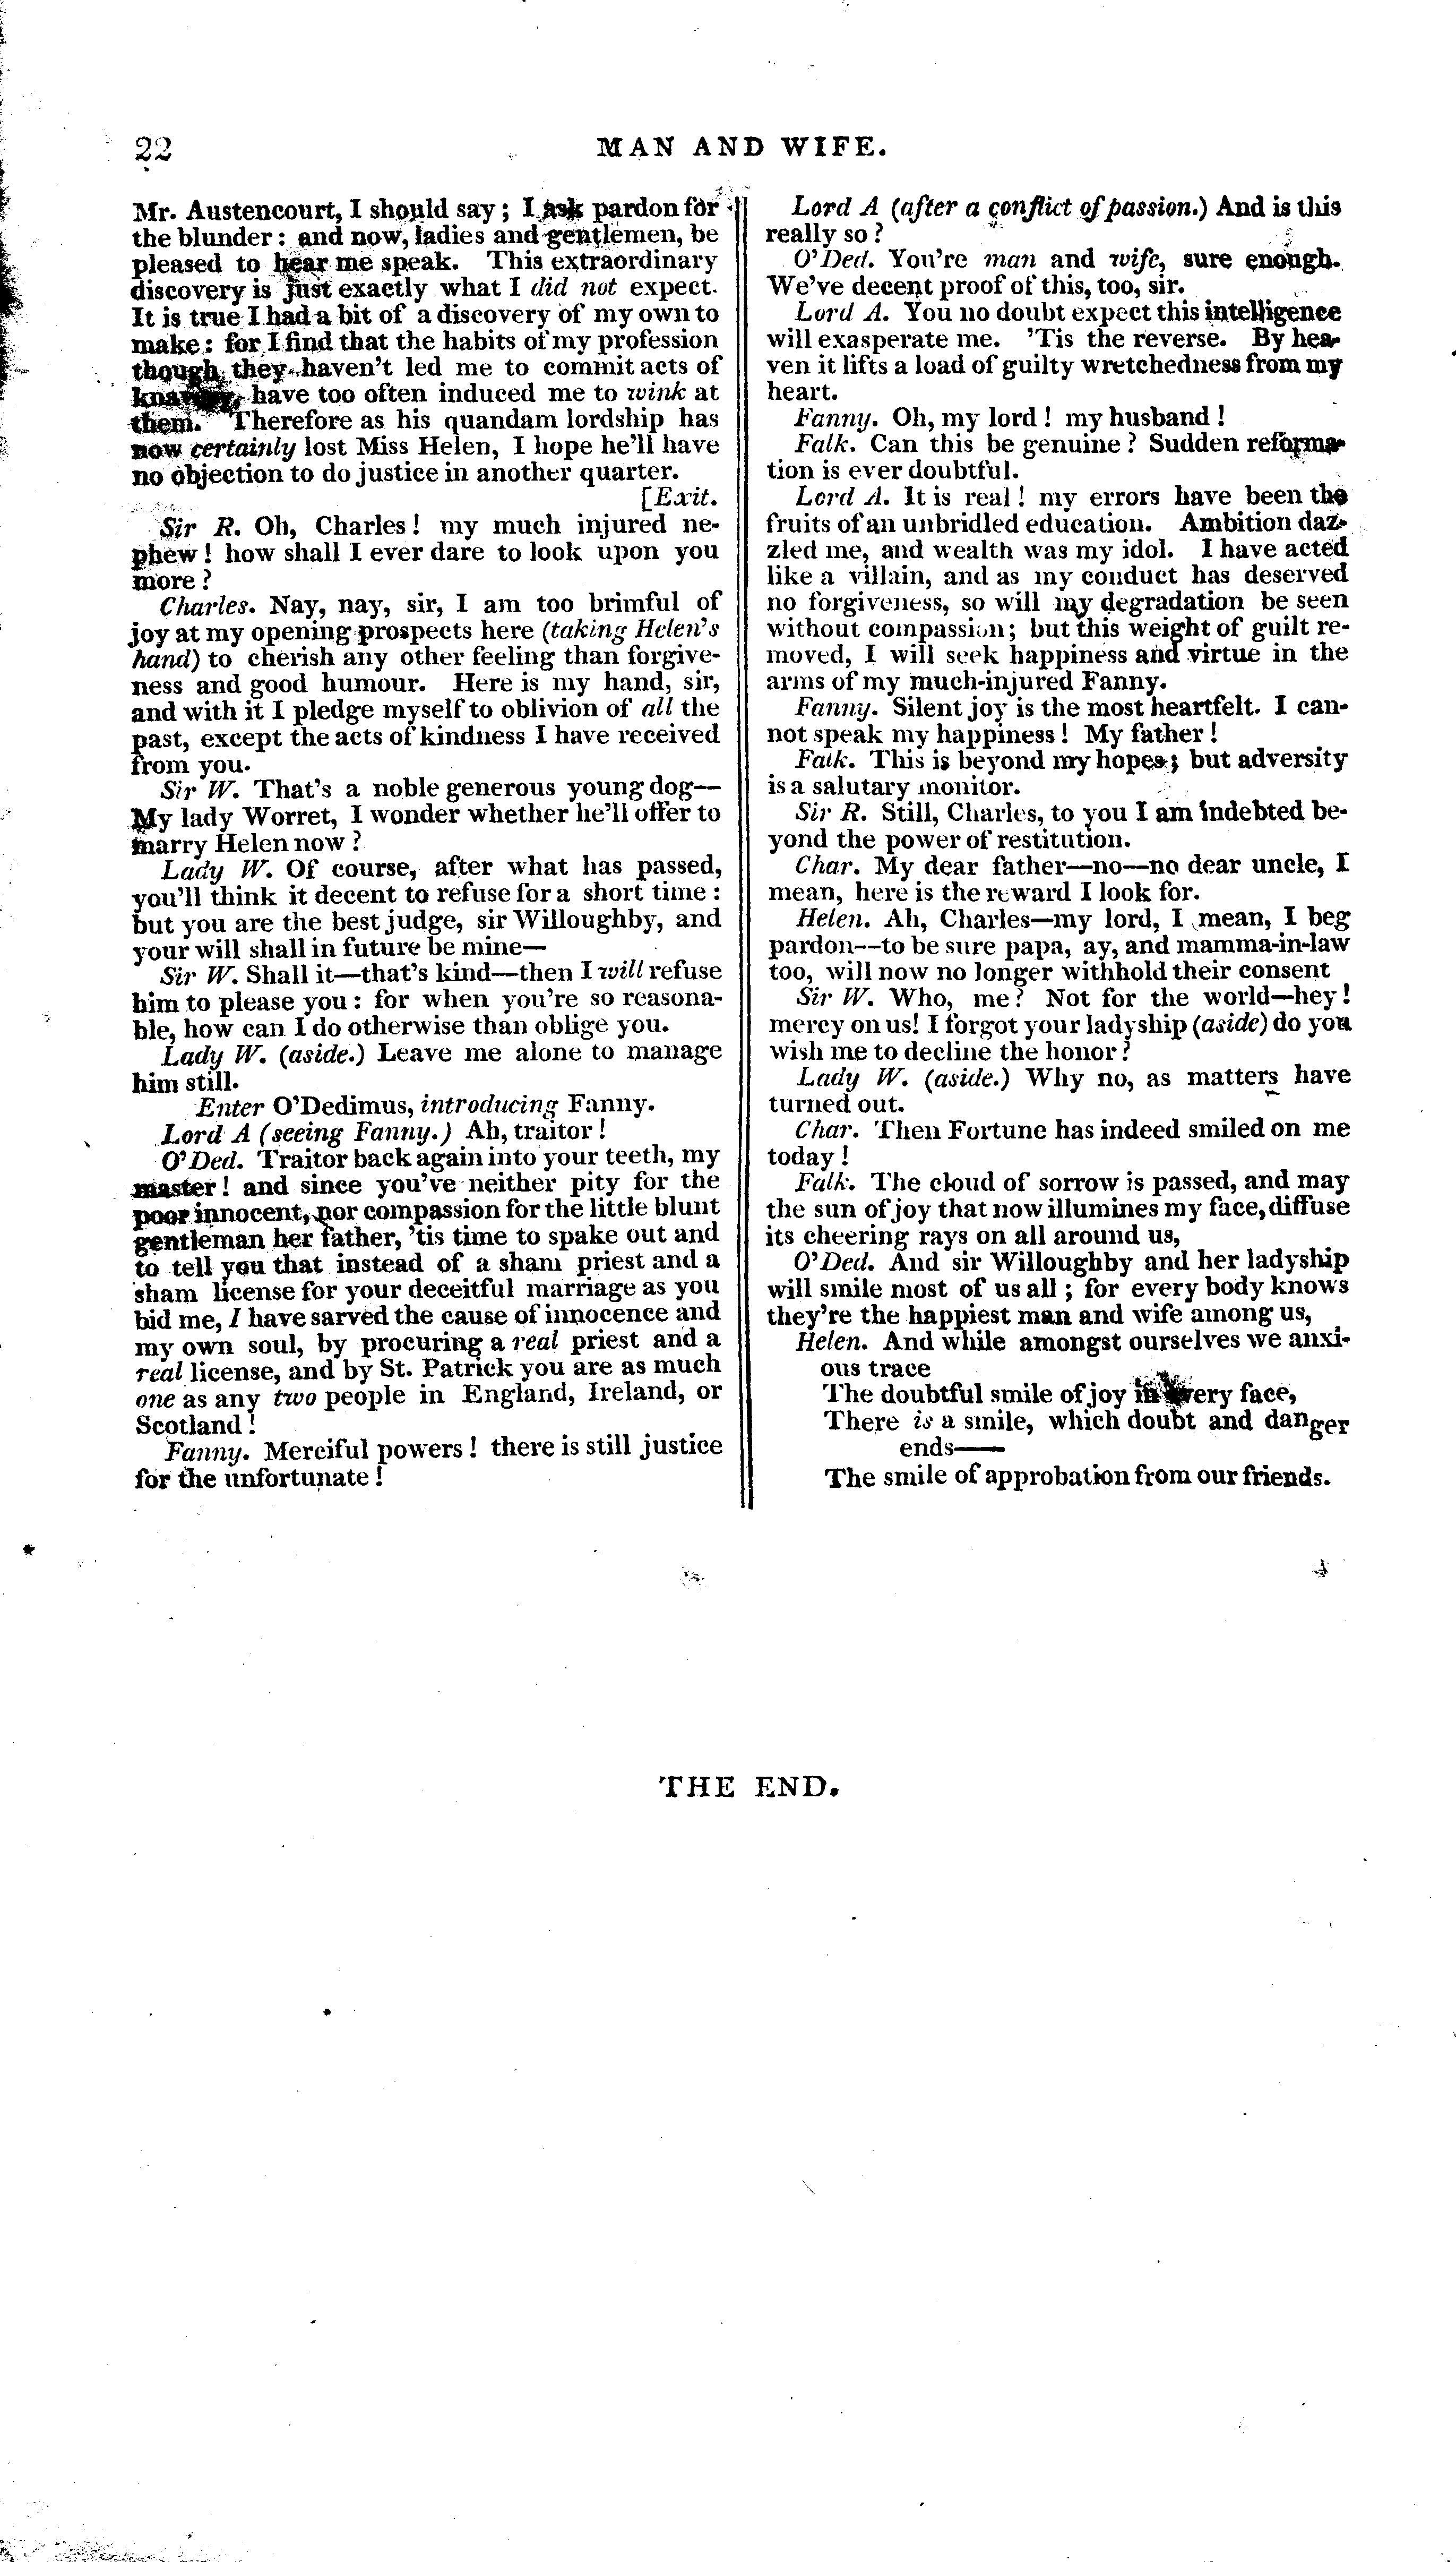 22
MAN AND WIFE.
Mr. Austencourt, I should say; I ask pardon for
the blunder: and now, ladies and gentlemen, be
pleased to hear me speak. This extraordinary
discovery is just exactly what I did not expect.
It is true I had a bit of a discovery of my own to
make: for I find that the habits of my profession
though they haven't led me to commit acts of
have too often induced me to wink at
them. Therefore as his quandam lordship has
now certainly lost Miss Helen, I hope he'll have
no objection to do justice in another quarter.
[Exit.
Sir R. Oh, Charles! my much injured ne-
phew! how shall I ever dare to look upon you
more?
Charles. Nay, nay, sir, I am too brimful of
joy at my opening prospects here (taking Helen's
hand) to cherish any other feeling than forgive-
ness and good humour. Here is my hand, sir,
and with it I pledge myself to oblivion of all the
past, except the acts of kindness I have received
from you.
Sir W. That's a noble generous young dog—
My lady Worret, I wonder whether he'll offer to
marry Helen now?
Lady W. Of course, after what has passed,
you'll think it decent to refuse for a short time:
but you are the best judge, sir Willoughby, and
your will shall in future be mine—
Sir W. Shall it—that's kind—then I will refuse
him to please you: for when you're so reasona-
ble, how can I do otherwise than oblige you.
Lady W. (aside.) Leave me alone to manage
him still.
Enter O'Dedimus, introducing Fanny.
Lord A (seeing Fanny.) Ah, traitor!
O'Ded. Traitor back again into your teeth, my
master! and since you've neither pity for the
poor innocent, nor compassion for the little blunt
gentleman her father, 'tis time to spake out and
to tell you that instead of a sham priest and a
sham license for your deceitful marriage as you
bid me, I have sarved the cause of innocence and
my own soul, by procuring a real priest and a
real license, and by St. Patrick you are as much
one as any two people in England, Ireland, or
Scotland!
Fanny. Merciful powers! there is still justice
for the unfortunate!
Lord A (after a conflict of passion.) And is this
really so?
O'Ded. You're man and wife, sure enough.
We've decent proof of this, too, sir.
Lord A. You no doubt expect this intelligence
will exasperate me. 'Tis the reverse. By hea-
ven it lifts a load of guilty wretchedness from my
heart.
Fanny. Oh, my lord! my husband!
Falk. Can this be genuine? Sudden reforma-
tion is ever doubtful.
Lord A. It is real! my errors have been the
fruits of an unbridled education. Ambition daz-
zled me, and wealth was my idol. I have acted
like a villain, and as my conduct has deserved
no forgiveness, so will my degradation be seen
without compassion; but this weight of guilt re-
moved, I will seek happiness and virtue in the
arms of my much-injured Fanny.
Fanny. Silent joy is the most heartfelt. I can-
not speak my happiness! My father!
Falk. This is beyond my hopes; but adversity
is a salutary monitor.
Sir R. Still, Charles, to you I am indebted be-
yond the power of restitution.
Char. My dear father—no—no dear uncle, I
mean, here is the reward I look for.
Helen. Ah, Charles—my lord, I mean, I beg
pardon—to be sure papa, ay, and mamma-in-law
too, will now no longer withhold their consent
Sir W. Who, me? Not for the world—hey!
mercy on us! I forgot your ladyship (aside) do you
wish me to decline the honor?
Lady W. (aside.) Why no, as matters have
turned out.
Char. Then Fortune has indeed smiled on me
today!
Falk. The cloud of sorrow is passed, and may
the sun of joy that now illumines my face, diffuse
its cheering rays on all around us,
O'Ded. And sir Willoughby and her ladyship
will smile most of us all; for every body knows
they're the happiest man and wife among us,
Helen. And while amongst ourselves we anxi-
ous trace
The doubtful smile of joy in every face,
There is a smile, which doubt and danger
ends——
The smile of approbation from our friends.
THE END.